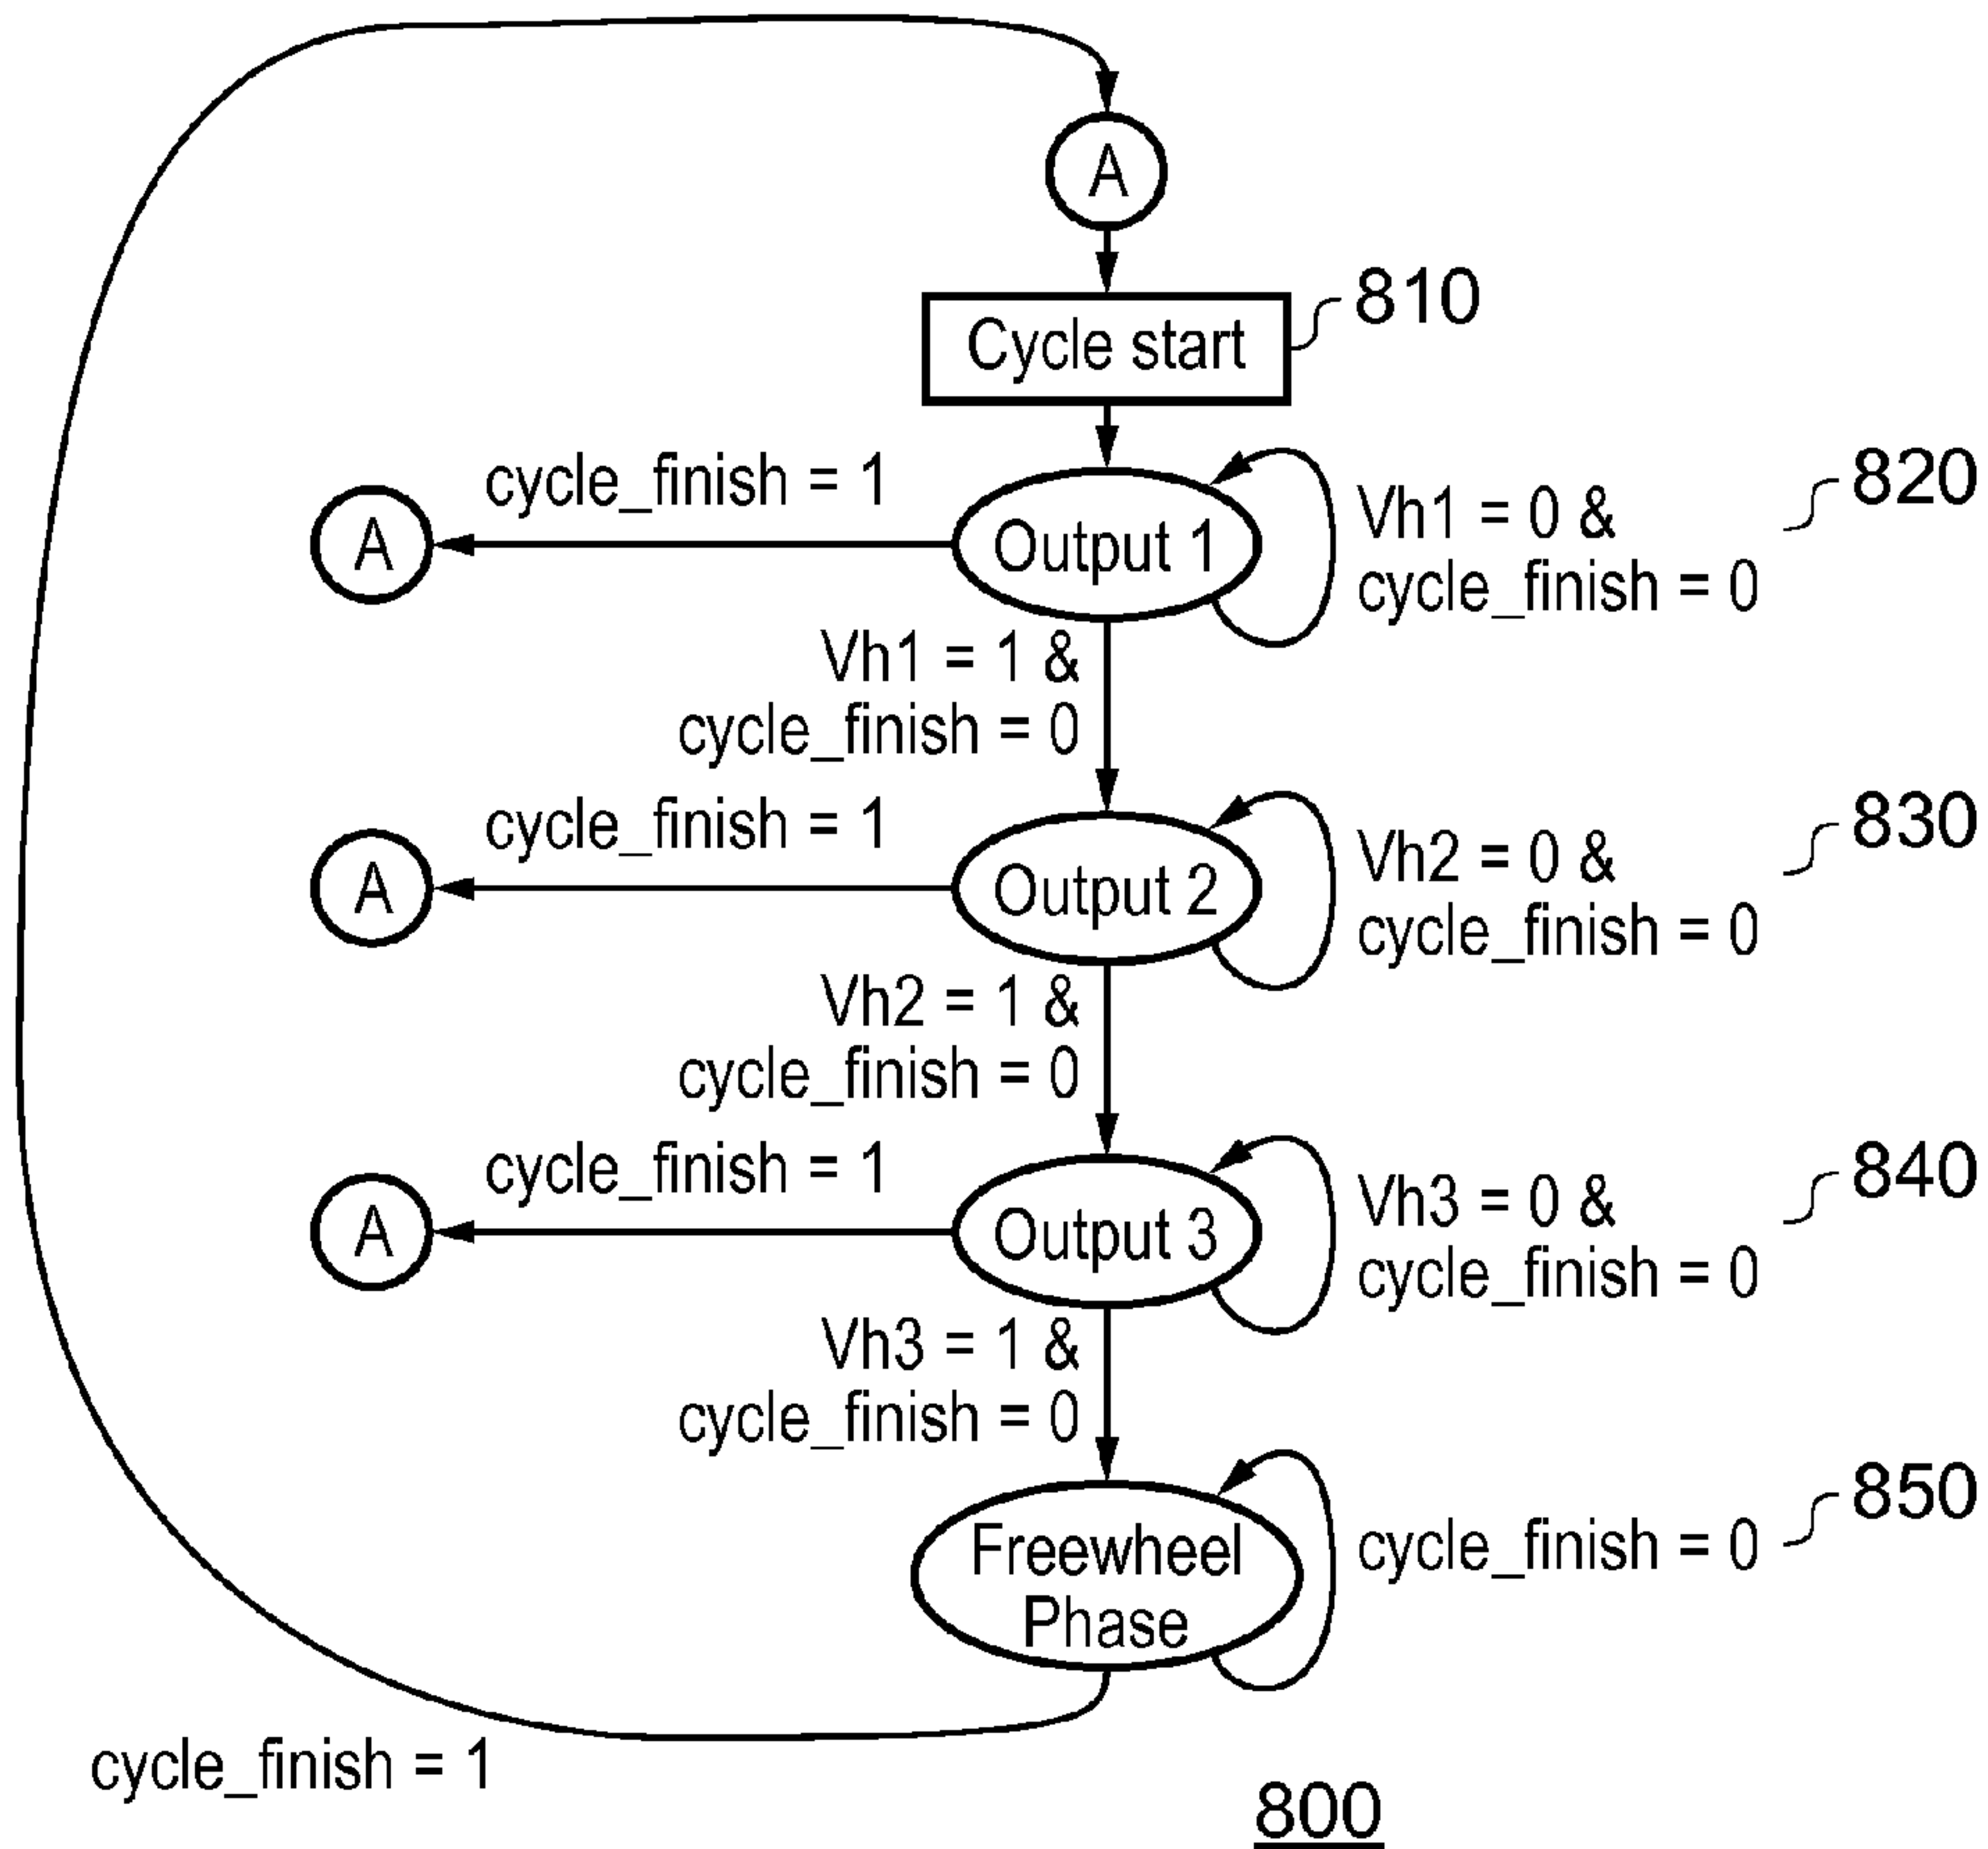 A
Cycle start
810
cycle_finish = 1
A
Output 1
Vh1 = 0 &
cycle_finish = 0
820
Vh1 = 1 &
cycle_finish = 0
cycle_finish = 1
A
Output 2
Vh2 = 0 &
cycle_finish = 0
830
Vh2 = 1 &
cycle_finish = 0
cycle_finish = 1
A
Output 3
Vh3 = 0 &
cycle_finish = 0
840
Vh3 = 1 &
cycle_finish = 0
Freewheel
Phase
cycle_finish = 0
850
cycle_finish = 1
800